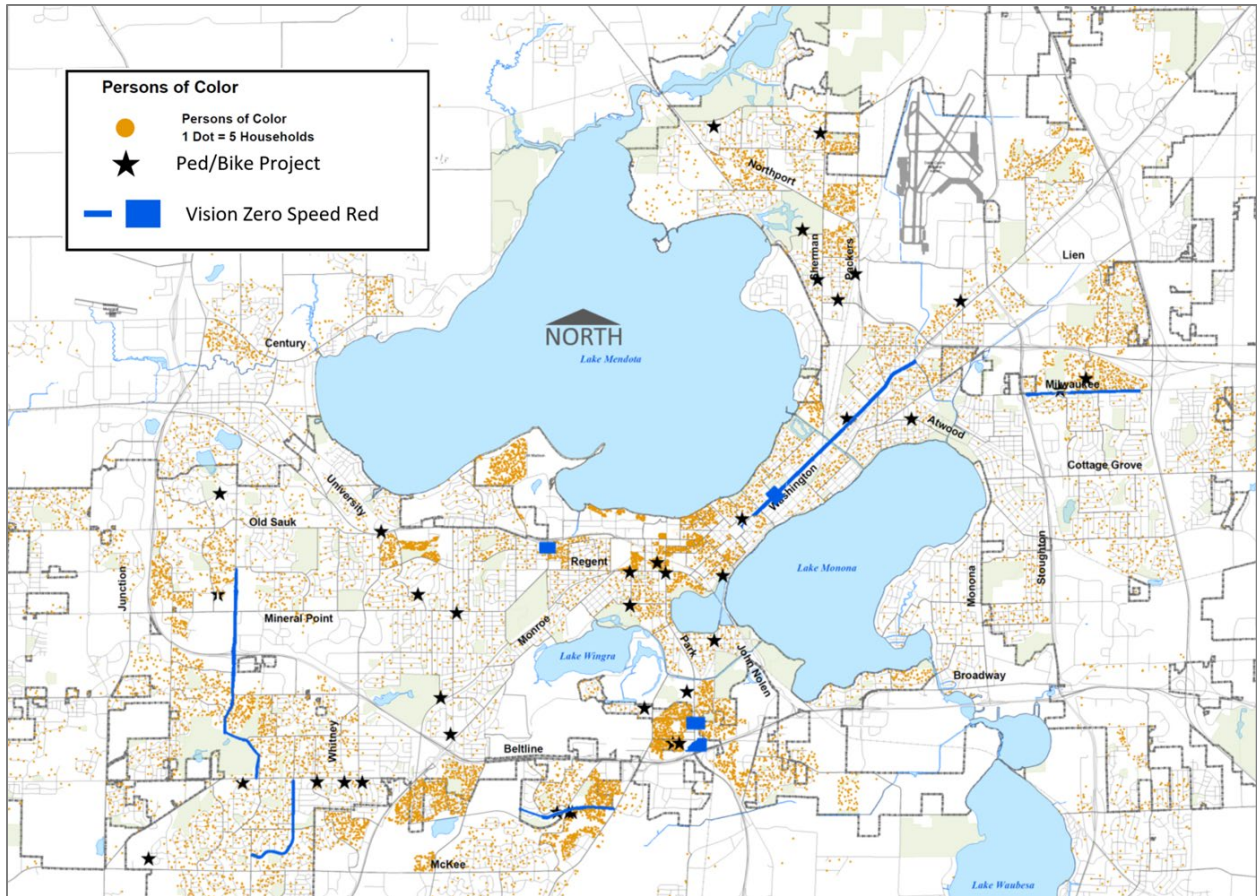 Persons of Color
Persons of Color
1 Dot = 5 Households
Ped/Bike Project
Vision Zero Speed Red
Northport
Sherman
Packers
Lien
NORTH
Century
Lake Mendota
Milwaukee
Atwood
Cottage Grove
University
Washington
Old Sauk
Regent
Lake Monona
Junction
Stoughton
Monona
Mineral Point
Monroe
Park
John Nolen
Lake Wingra
Broadway
Whitney
Beltline
McKee
Lake Waubesa